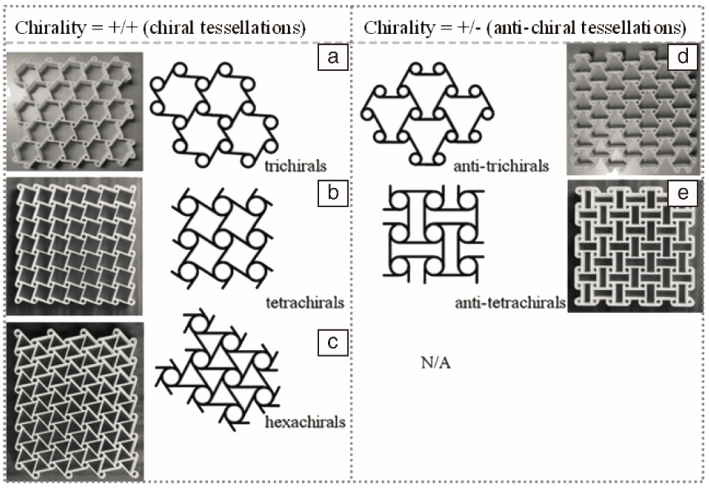 Chirality = +/+ (chiral tessellations)
Chirality = +/- (anti-chiral tessellations)
a
trichirals
d
anti-trichirals
b
tetrachirals
e
anti-tetrachirals
c
hexachirals
N/A